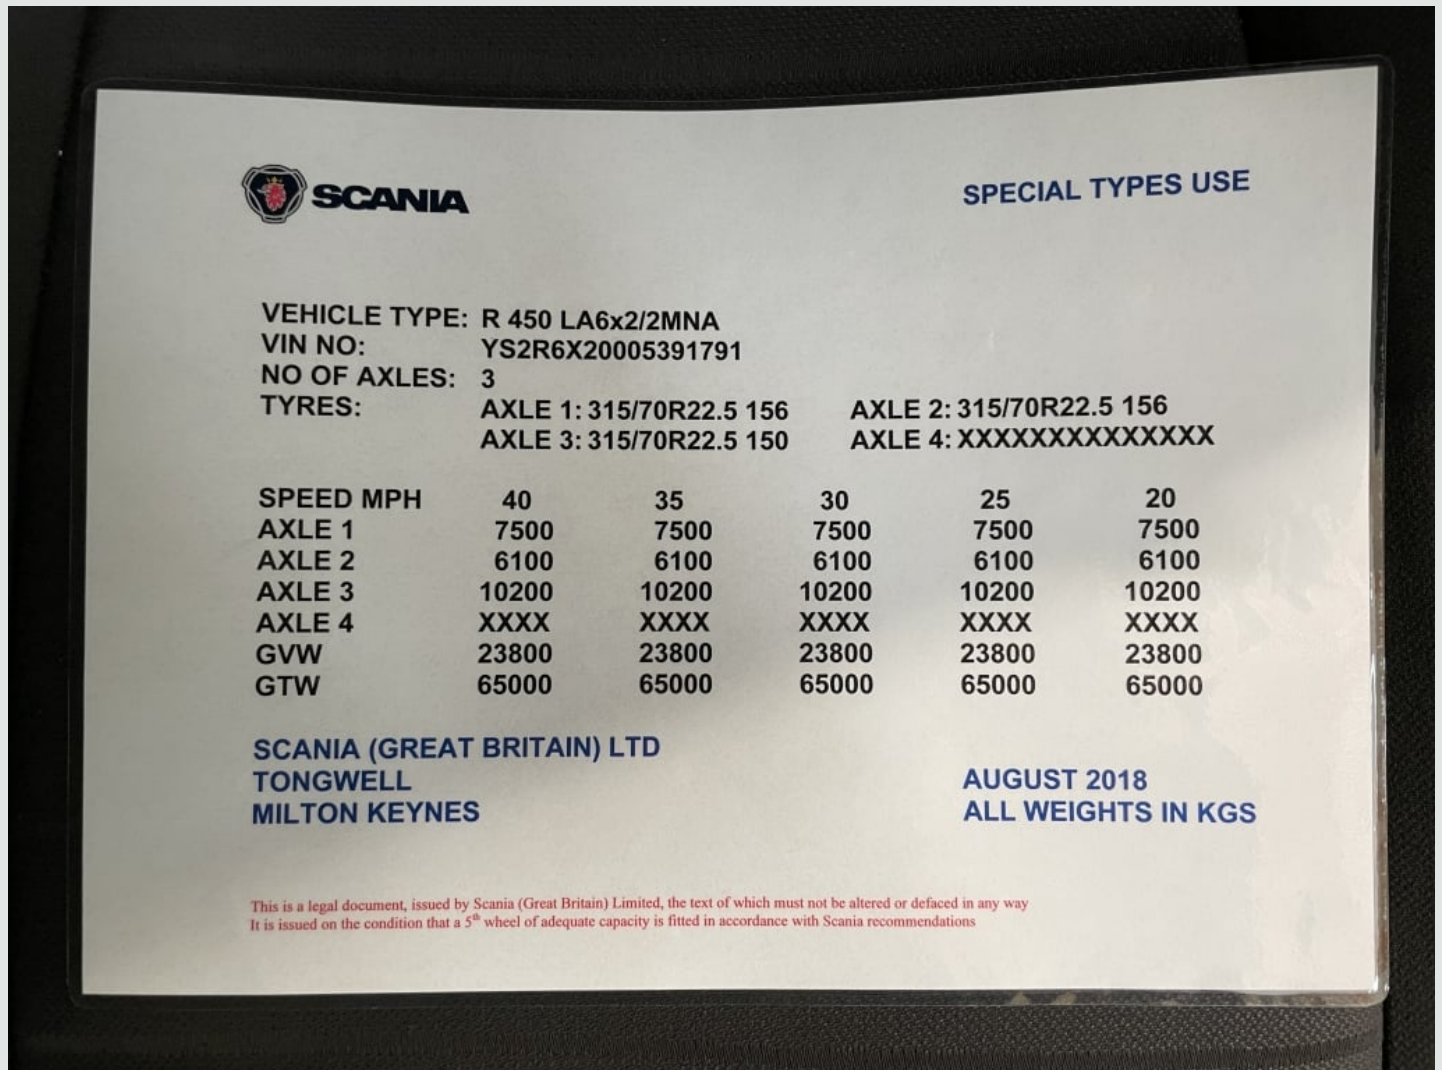 SCANIA
SPECIAL TYPES USE
VEHICLE TYPE: R 450 LA6x2/2MNA
VIN NO: YS2R6X20005391791
NO OF AXLES: 3
TYRES: AXLE 1: 315/70R22.5 156 AXLE 2: 315/70R22.5 156
AXLE 3: 315/70R22.5 150 AXLE 4: XXXXXXXXXXXXXX
SPEED MPH 40 35 30 25 20
AXLE 1 7500 7500 7500 7500 7500
AXLE 2 6100 6100 6100 6100 6100
AXLE 3 10200 10200 10200 10200 10200
AXLE 4 XXXX XXXX XXXX XXXX XXXX
GVW 23800 23800 23800 23800 23800
GTW 65000 65000 65000 65000 65000
SCANIA (GREAT BRITAIN) LTD
TONGWELL AUGUST 2018
MILTON KEYNES ALL WEIGHTS IN KGS
This is a legal document, issued by Scania (Great Britain) Limited, the text of which must not be altered or defaced in any way
It is issued on the condition that a 5th wheel of adequate capacity is fitted in accordance with Scania recommendations